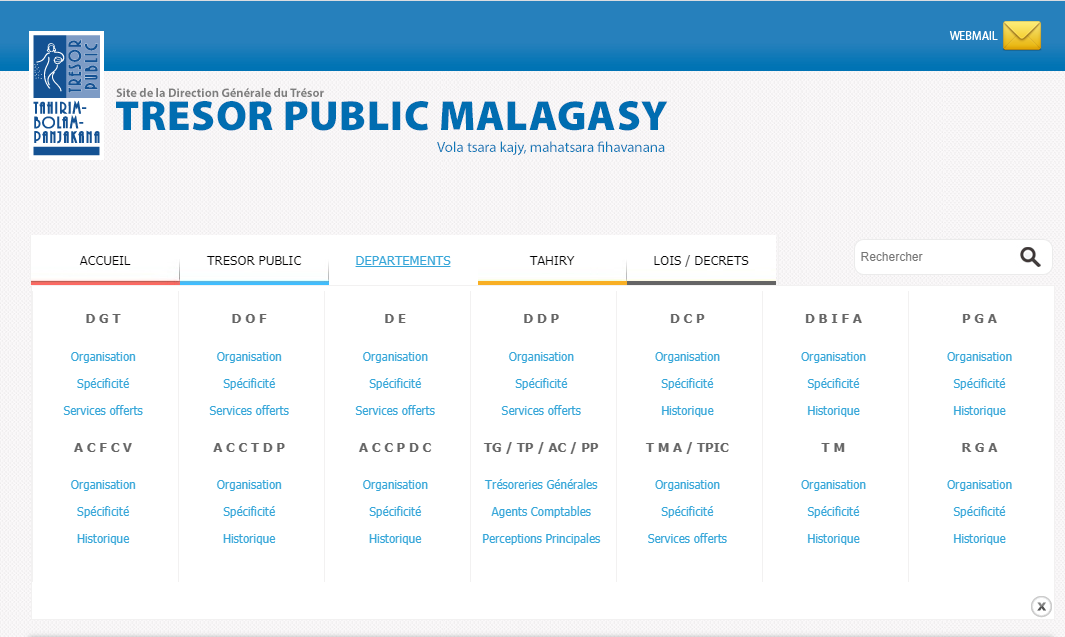 WEBMAIL
TRESOR PUBLIC
TAHIRIM-
BOLAM-
PANJAKANA
Site de la Direction Générale du Trésor
TRESOR PUBLIC MALAGASY
Vola tsara kajy, mahatsara fihavanana
ACCUEIL TRESOR PUBLIC DEPARTEMENTS TAHIRY LOIS / DECRETS Rechercher
D G T D O F D E D D P D C P D B I F A P G A
Organisation Organisation Organisation Organisation Organisation Organisation Organisation
Spécificité Spécificité Spécificité Spécificité Spécificité Spécificité Spécificité
Services offerts Services offerts Services offerts Services offerts Historique Historique Historique
A C F C V A C C T D P A C C P D C TG / TP / AC / PP T M A / TPIC T M R G A
Organisation Organisation Organisation Trésoreries Générales Organisation Organisation Organisation
Spécificité Spécificité Spécificité Agents Comptables Spécificité Spécificité Spécificité
Historique Historique Historique Perceptions Principales Services offerts Historique Historique
X